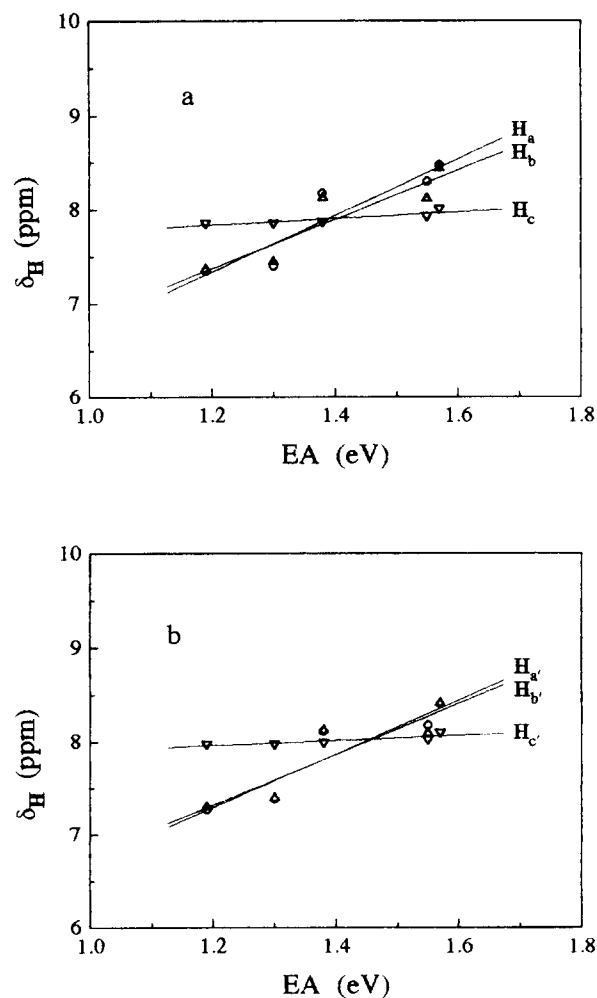 10
a
9
H_a
H_b
8
H_c
δ_H (ppm)
7
6
1.0 1.2 1.4 1.6 1.8
EA (eV)
10
b
9
H_a′
H_b′
8
H_c′
δ_H (ppm)
7
6
1.0 1.2 1.4 1.6 1.8
EA (eV)